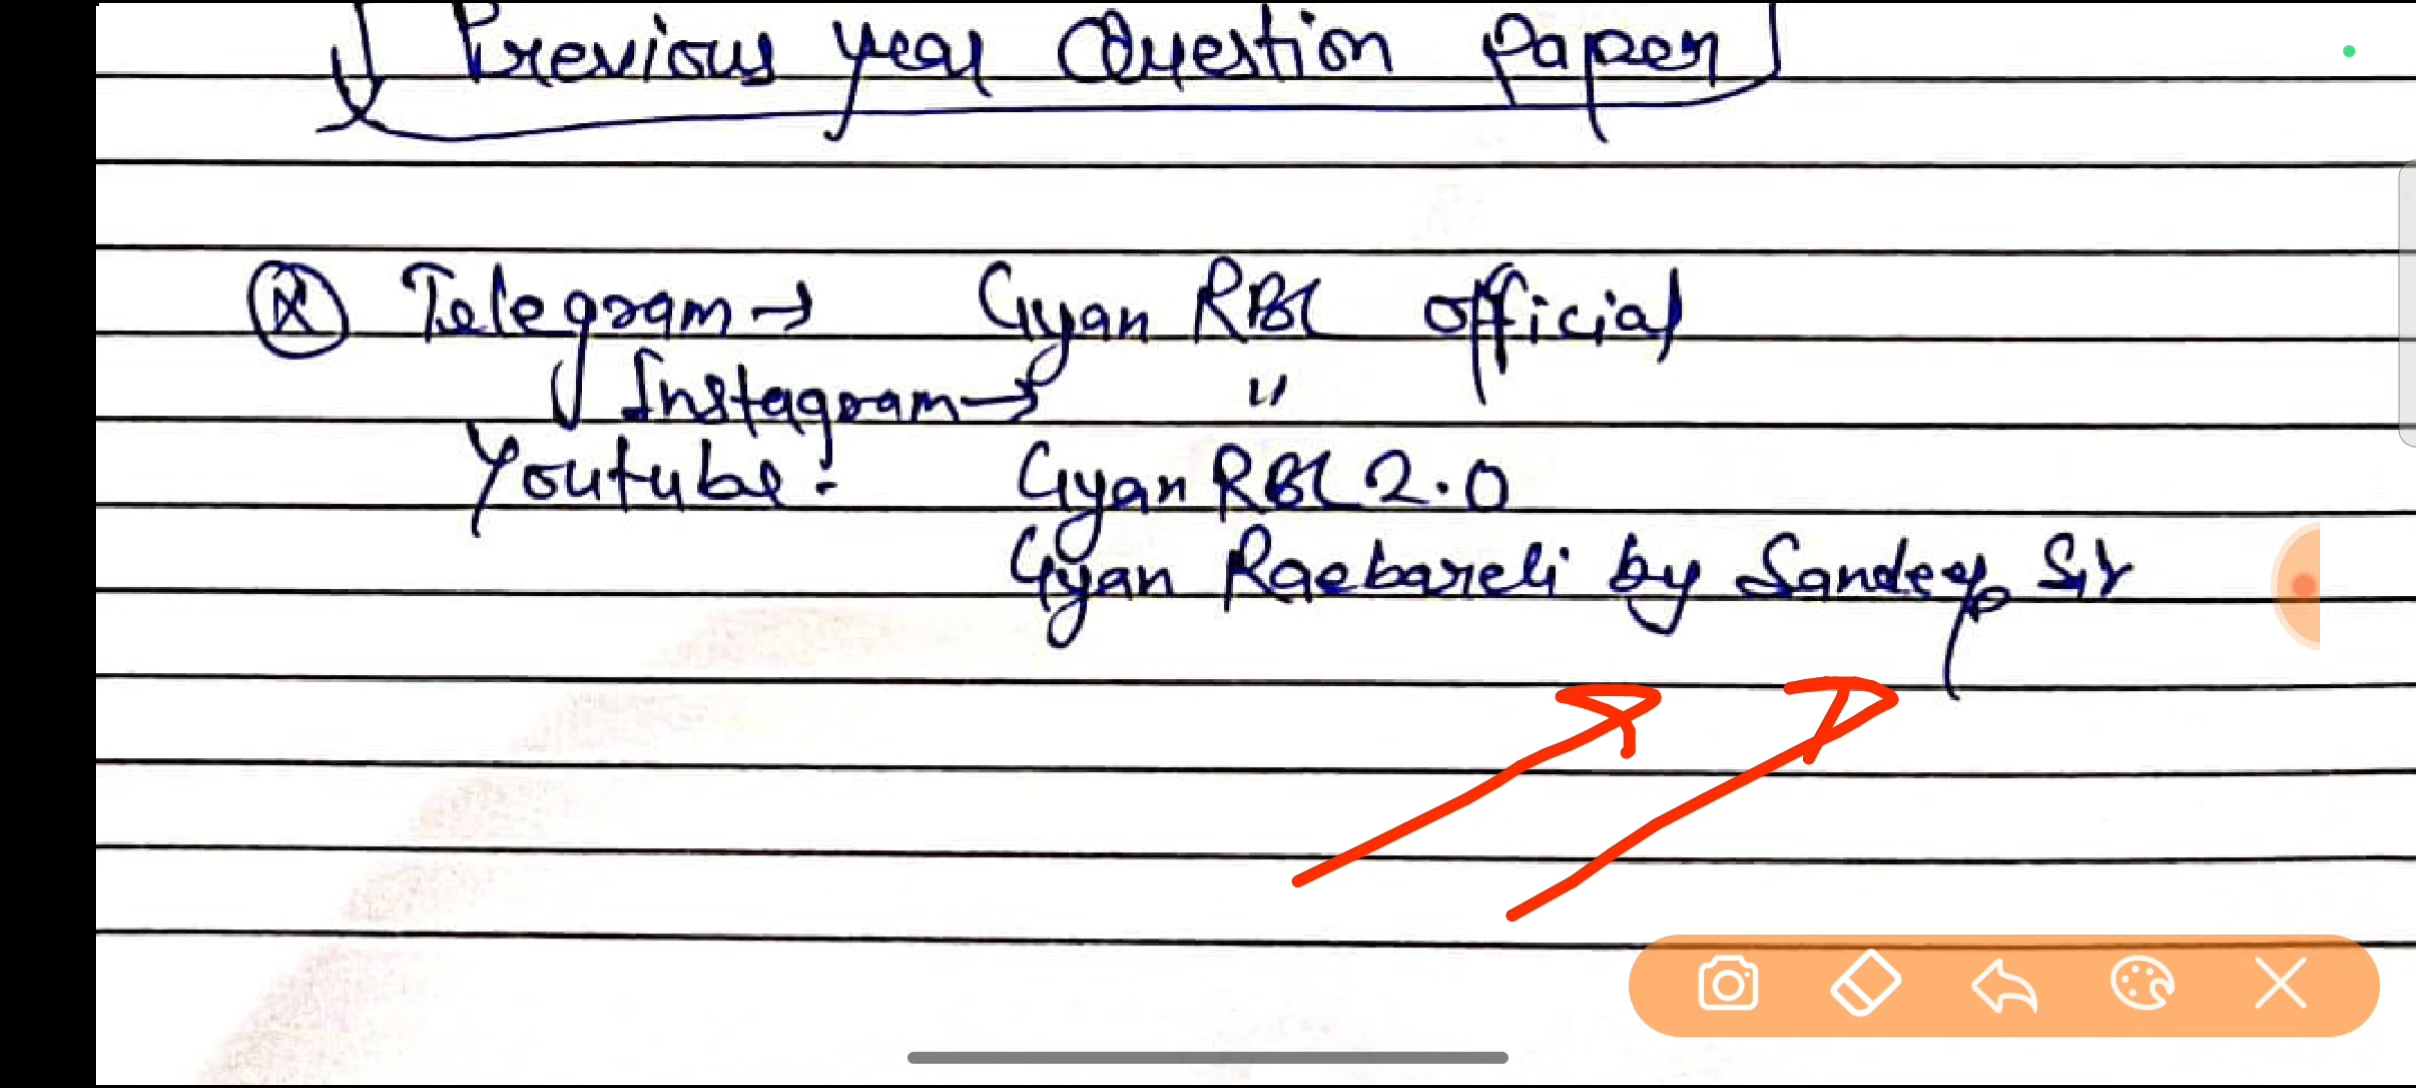 Previous year Question Paper
Telegram → Gyan RBL official
Instagram → "
Youtube : Gyan RBL 2.0
Gyan Raebareli by Sandeep Sir